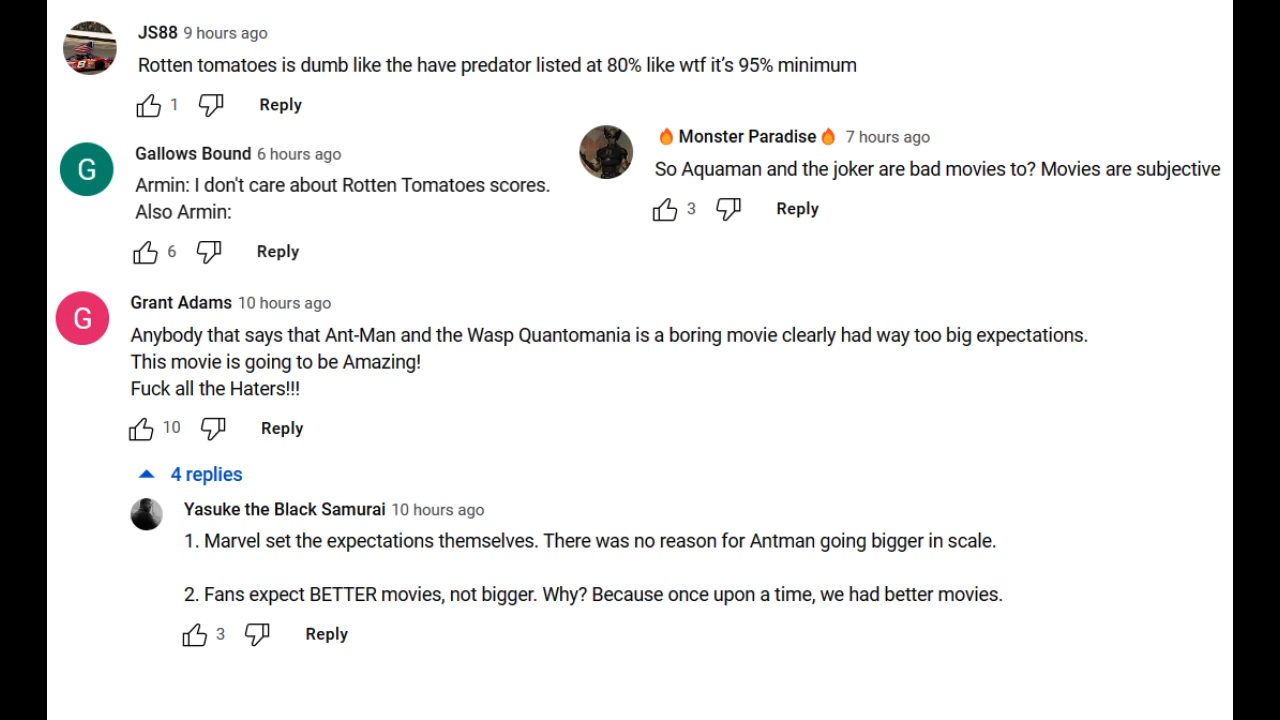 JS88 9 hours ago
Rotten tomatoes is dumb like the have predator listed at 80% like wtf it’s 95% minimum
1 Reply
Gallows Bound 6 hours ago
Armin: I don't care about Rotten Tomatoes scores.
Also Armin:
6 Reply
🔥 Monster Paradise 🔥 7 hours ago
So Aquaman and the joker are bad movies to? Movies are subjective
3 Reply
Grant Adams 10 hours ago
Anybody that says that Ant-Man and the Wasp Quantomania is a boring movie clearly had way too big expectations.
This movie is going to be Amazing!
Fuck all the Haters!!!
10 Reply
4 replies
Yasuke the Black Samurai 10 hours ago
1. Marvel set the expectations themselves. There was no reason for Antman going bigger in scale.
2. Fans expect BETTER movies, not bigger. Why? Because once upon a time, we had better movies.
3 Reply
G
G